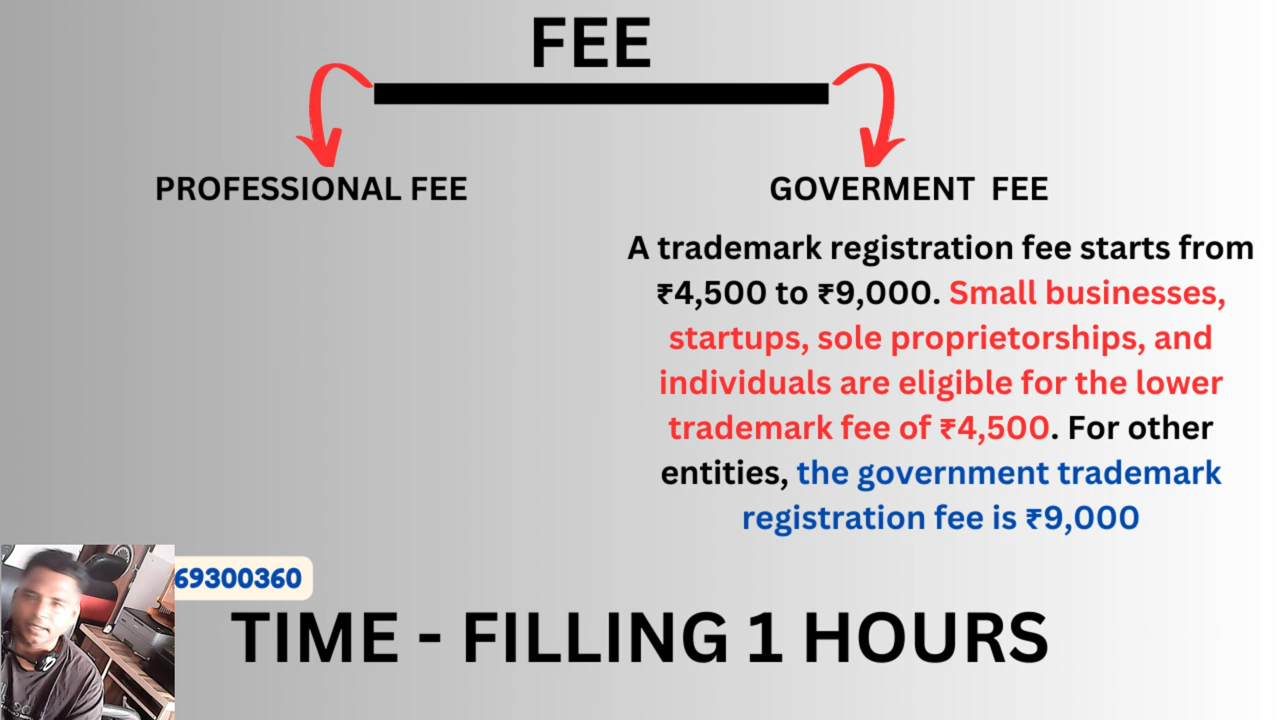 FEE
PROFESSIONAL FEE
GOVERMENT FEE
A trademark registration fee starts from
₹4,500 to ₹9,000. Small businesses,
startups, sole proprietorships, and
individuals are eligible for the lower
trademark fee of ₹4,500. For other
entities, the government trademark
registration fee is ₹9,000
69300360
TIME - FILLING 1 HOURS